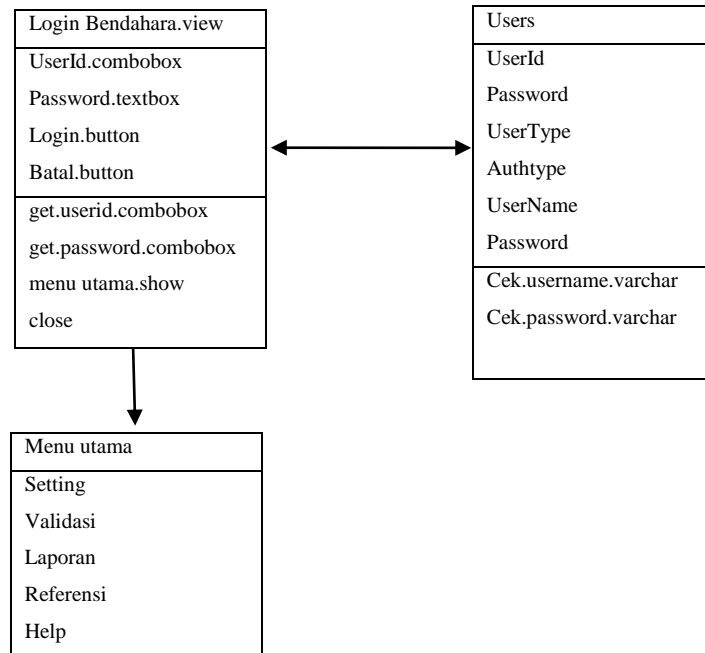 Login Bendahara.view
UserId.combobox
Password.textbox
Login.button
Batal.button
get.userid.combobox
get.password.combobox
menu utama.show
close
Users
UserId
Password
UserType
Authtype
UserName
Password
Cek.username.varchar
Cek.password.varchar
Menu utama
Setting
Validasi
Laporan
Referensi
Help